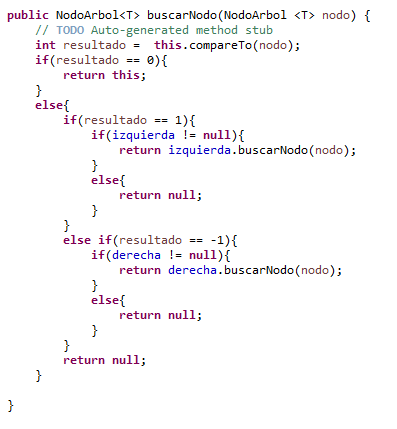 public NodoArbol<T> buscarNodo(NodoArbol <T> nodo) {
// TODO Auto-generated method stub
int resultado =  this.compareTo(nodo);
if(resultado == 0){
return this;
}
else{
if(resultado == 1){
if(izquierda != null){
return izquierda.buscarNodo(nodo);
}
else{
return null;
}
}
else if(resultado == -1){
if(derecha != null){
return derecha.buscarNodo(nodo);
}
else{
return null;
}
}
return null;
}
}